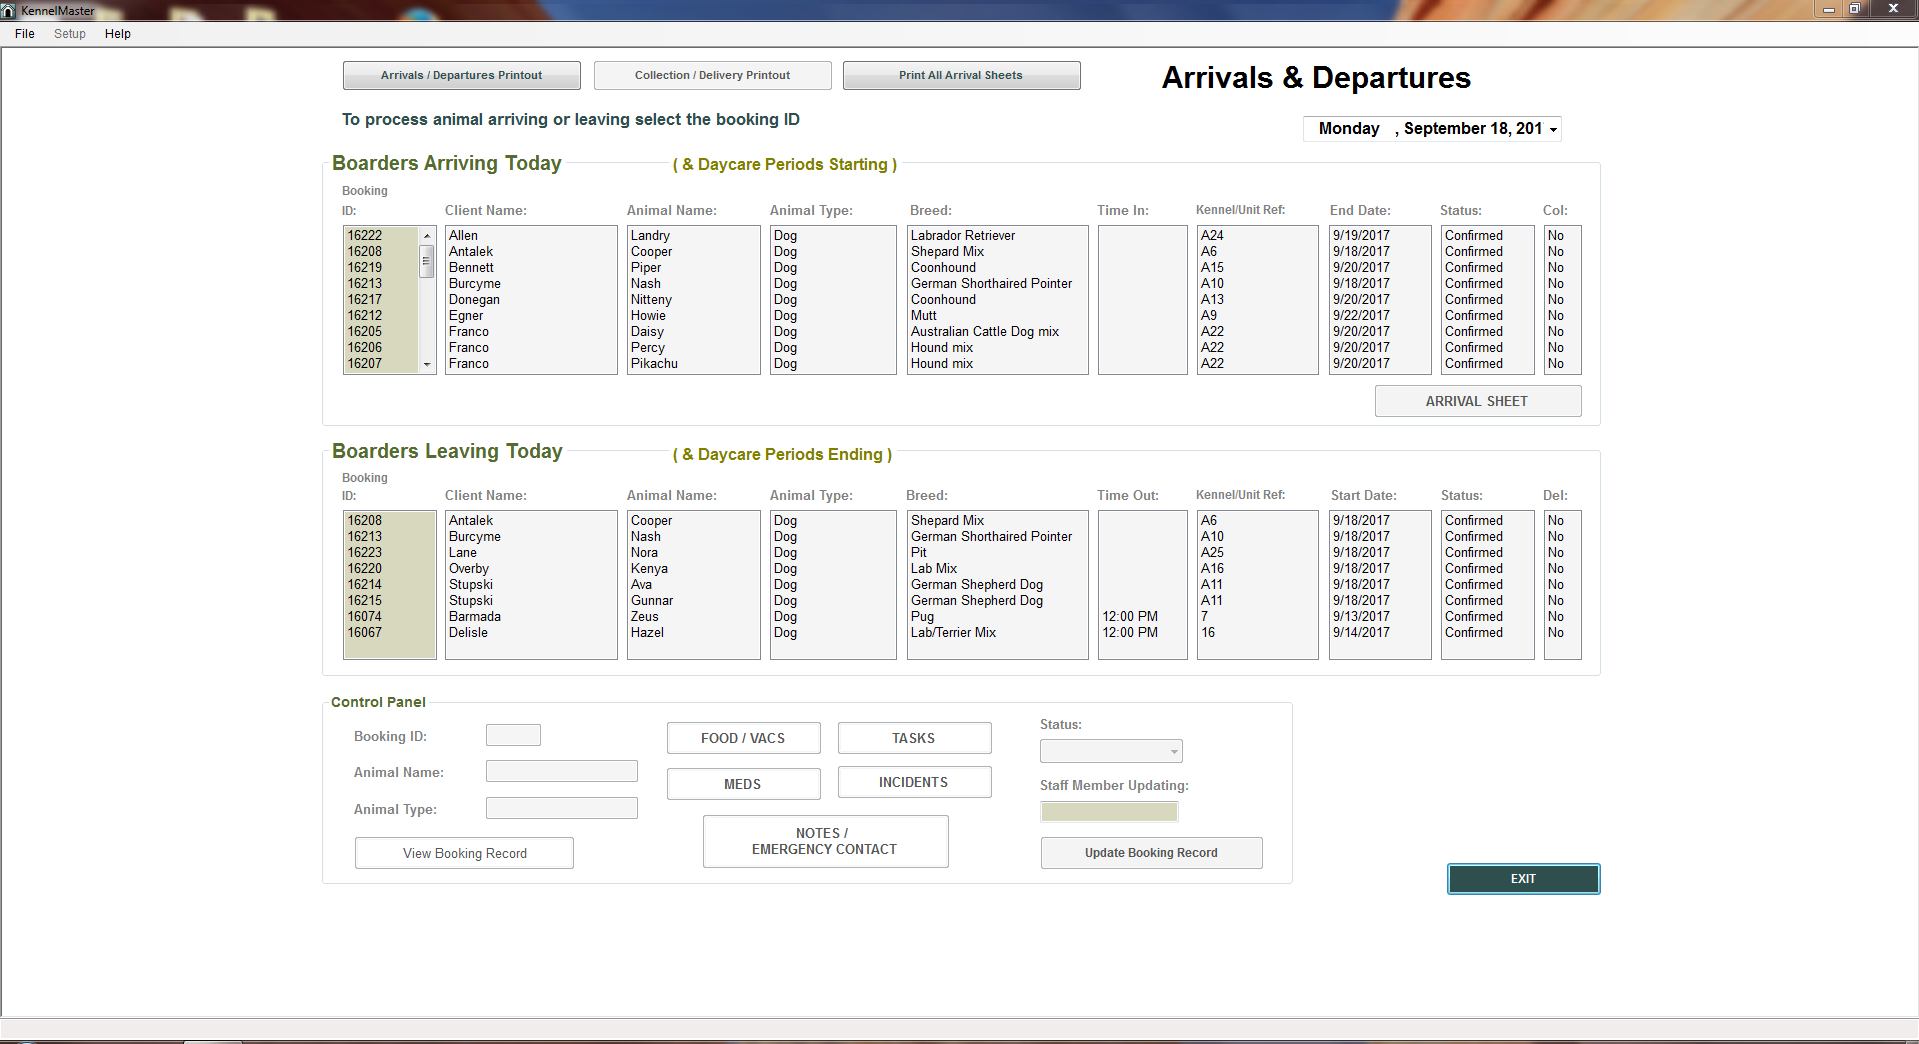 KennelMaster
File Setup Help
Arrivals / Departures Printout Collection / Delivery Printout Print All Arrival Sheets Arrivals & Departures
To process animal arriving or leaving select the booking ID
Monday , September 18, 201
Boarders Arriving Today ( & Daycare Periods Starting )
Booking
ID: Client Name: Animal Name: Animal Type: Breed: Time In: Kennel/Unit Ref: End Date: Status: Col:
16222 Allen Landry Dog Labrador Retriever A24 9/19/2017 Confirmed No
16208 Antalek Cooper Dog Shepard Mix A6 9/18/2017 Confirmed No
16219 Bennett Piper Dog Coonhound A15 9/20/2017 Confirmed No
16213 Burcyme Nash Dog German Shorthaired Pointer A10 9/18/2017 Confirmed No
16217 Donegan Nitteny Dog Coonhound A13 9/20/2017 Confirmed No
16212 Egner Howie Dog Mutt A9 9/22/2017 Confirmed No
16205 Franco Daisy Dog Australian Cattle Dog mix A22 9/20/2017 Confirmed No
16206 Franco Percy Dog Hound mix A22 9/20/2017 Confirmed No
16207 Franco Pikachu Dog Hound mix A22 9/20/2017 Confirmed No
ARRIVAL SHEET
Boarders Leaving Today ( & Daycare Periods Ending )
Booking
ID: Client Name: Animal Name: Animal Type: Breed: Time Out: Kennel/Unit Ref: Start Date: Status: Del:
16208 Antalek Cooper Dog Shepard Mix A6 9/18/2017 Confirmed No
16213 Burcyme Nash Dog German Shorthaired Pointer A10 9/18/2017 Confirmed No
16223 Lane Nora Dog Pit A25 9/18/2017 Confirmed No
16220 Overby Kenya Dog Lab Mix A16 9/18/2017 Confirmed No
16214 Stupski Ava Dog German Shepherd Dog A11 9/18/2017 Confirmed No
16215 Stupski Gunnar Dog German Shepherd Dog A11 9/18/2017 Confirmed No
16074 Barmada Zeus Dog Pug 12:00 PM 7 9/13/2017 Confirmed No
16067 Delisle Hazel Dog Lab/Terrier Mix 12:00 PM 16 9/14/2017 Confirmed No
Control Panel
Booking ID: FOOD / VACS TASKS Status:
Animal Name: MEDS INCIDENTS Staff Member Updating:
Animal Type:
View Booking Record NOTES /
EMERGENCY CONTACT Update Booking Record
EXIT